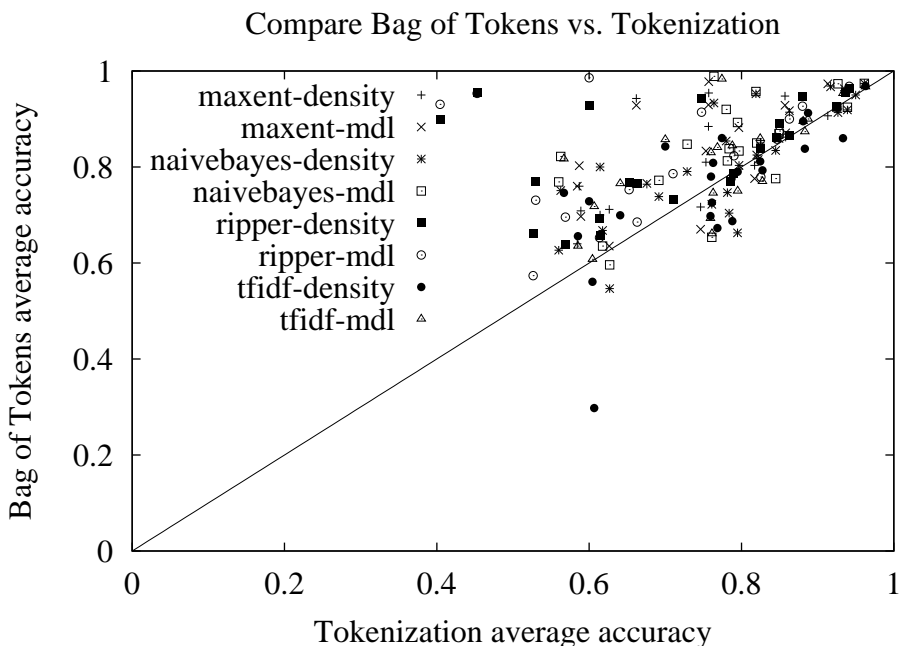 Compare Bag of Tokens vs. Tokenization
Bag of Tokens average accuracy
1
0.8
0.6
0.4
0.2
0
maxent-density
maxent-mdl
naivebayes-density
naivebayes-mdl
ripper-density
ripper-mdl
tfidf-density
tfidf-mdl
0 0.2 0.4 0.6 0.8 1
Tokenization average accuracy